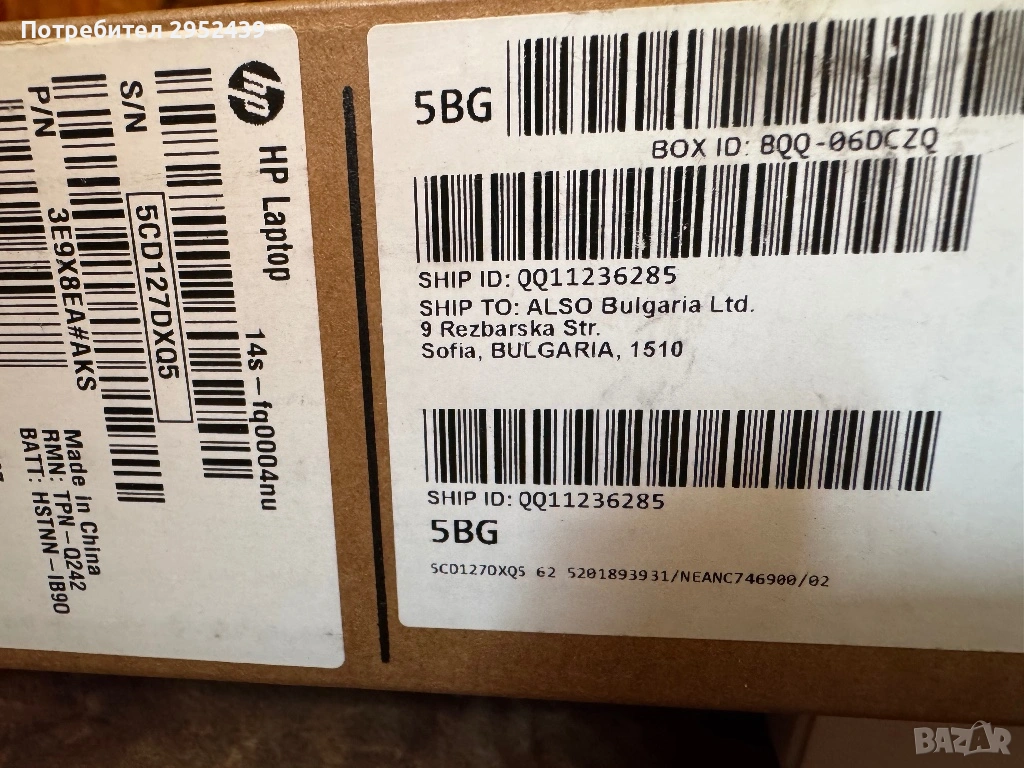 Потребител 2952439
hp
HP Laptop
14s-fq0004nu
S/N
5CD127DXQ5
P/N
3E9X8EA#AKS
Made in China
RMN: TPN-Q242
BATT: HSTNN-IB9O
5BG
BOX ID: BQQ-06DCZQ
SHIP ID: QQ11236285
SHIP TO: ALSO Bulgaria Ltd.
9 Rezbarska Str.
Sofia, BULGARIA, 1510
SHIP ID: QQ11236285
5BG
5CD127DXQ5 62 5201893931/NEANC746900/02
BAZAR